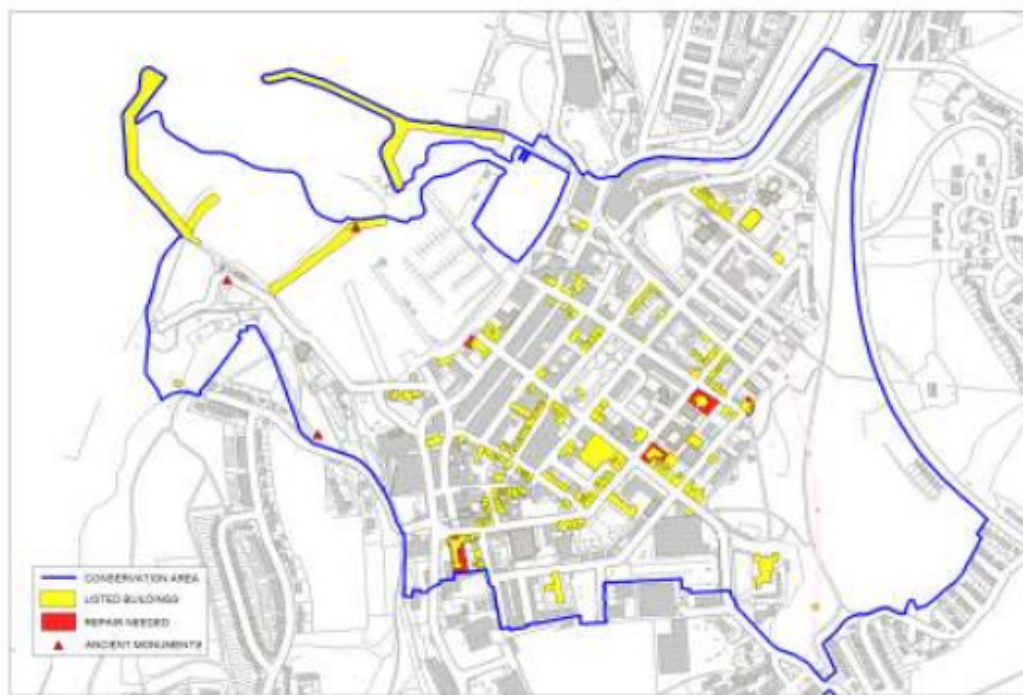 CONSERVATION AREA
LISTED BUILDINGS
REPAIR NEEDED
ANCIENT MONUMENTS